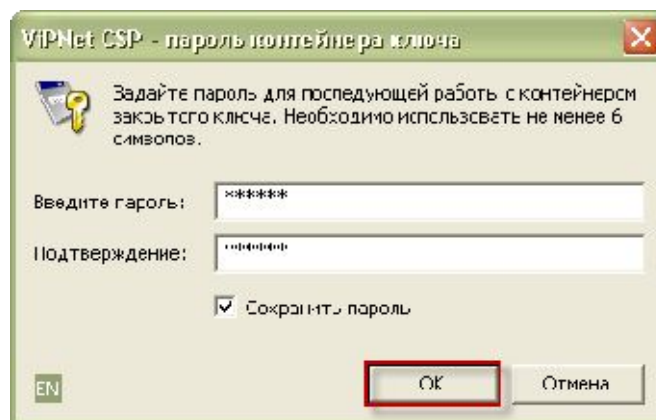 ViPNet CSP - пароль контейнера ключа
Задайте пароль для последующей работы с контейнером
закрытого ключа. Необходимо использовать не менее 6
символов.
Введите пароль: ******
Подтверждение: ******
Сохранить пароль
EN
OK
Отмена